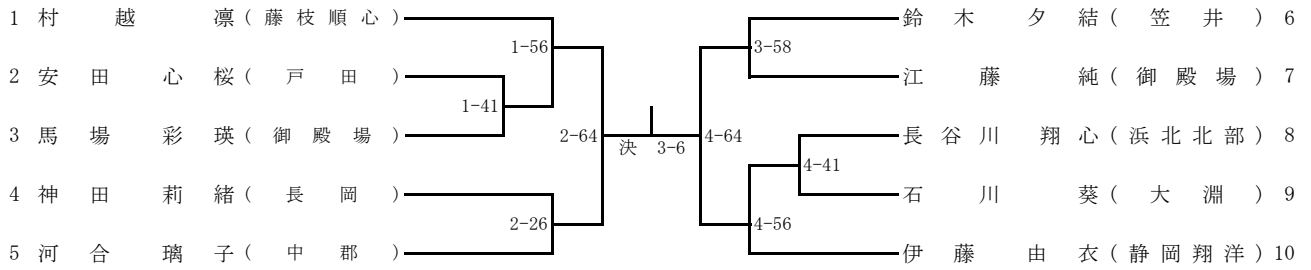 1 村越凛(藤枝順心) 鈴木夕結(笠井) 6
1-56 3-58
2 安田心桜(戸田) 江藤純(御殿場) 7
1-41
3 馬場彩瑛(御殿場) 2-64 決 3-6 4-64 長谷川翔心(浜北北部) 8
4-41
4 神田莉緒(長岡) 石川葵(大淵) 9
2-26 4-56
5 河合璃子(中郡) 伊藤由衣(静岡翔洋) 10